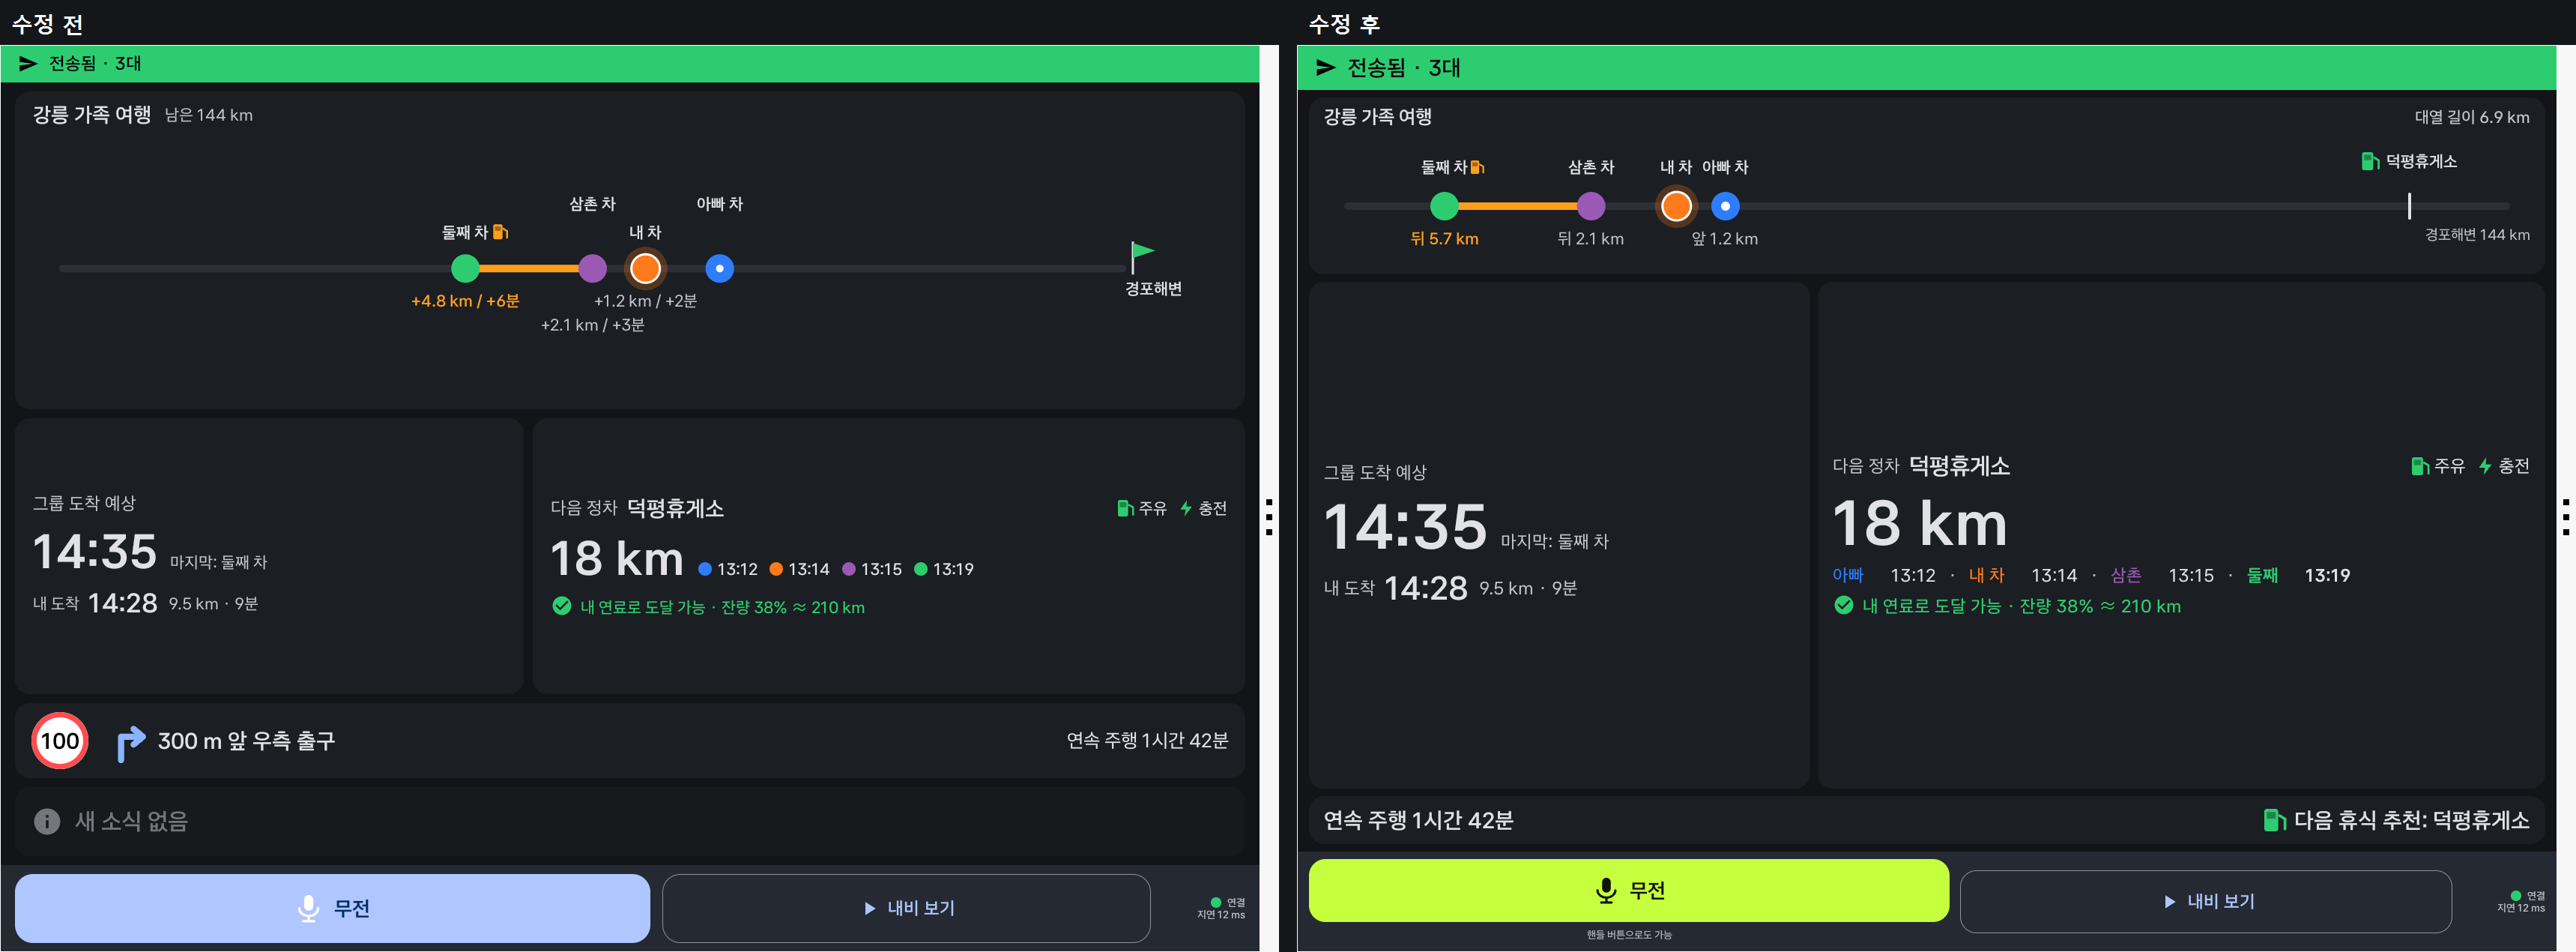 수정 전
전송됨 · 3대
강릉 가족 여행 남은 144 km
삼촌 차 아빠 차
둘째 차 내 차
+4.8 km / +6분 +1.2 km / +2분
+2.1 km / +3분
경포해변
그룹 도착 예상
14:35 마지막: 둘째 차
내 도착 14:28 9.5 km · 9분
다음 정차 덕평휴게소 주유 충전
18 km 13:12 13:14 13:15 13:19
내 연료로 도달 가능 · 잔량 38% ≈ 210 km
100 300 m 앞 우측 출구 연속 주행 1시간 42분
새 소식 없음
무전 내비 보기
연결
지연 12 ms
수정 후
전송됨 · 3대
강릉 가족 여행 대열 길이 6.9 km
둘째 차 삼촌 차 내 차 아빠 차 덕평휴게소
뒤 5.7 km 뒤 2.1 km 앞 1.2 km 경포해변 144 km
그룹 도착 예상
14:35 마지막: 둘째 차
내 도착 14:28 9.5 km · 9분
다음 정차 덕평휴게소 주유 충전
18 km
아빠 13:12 · 내 차 13:14 · 삼촌 13:15 · 둘째 13:19
내 연료로 도달 가능 · 잔량 38% ≈ 210 km
연속 주행 1시간 42분 다음 휴식 추천: 덕평휴게소
무전 내비 보기
핸들 버튼으로도 가능
연결
지연 12 ms